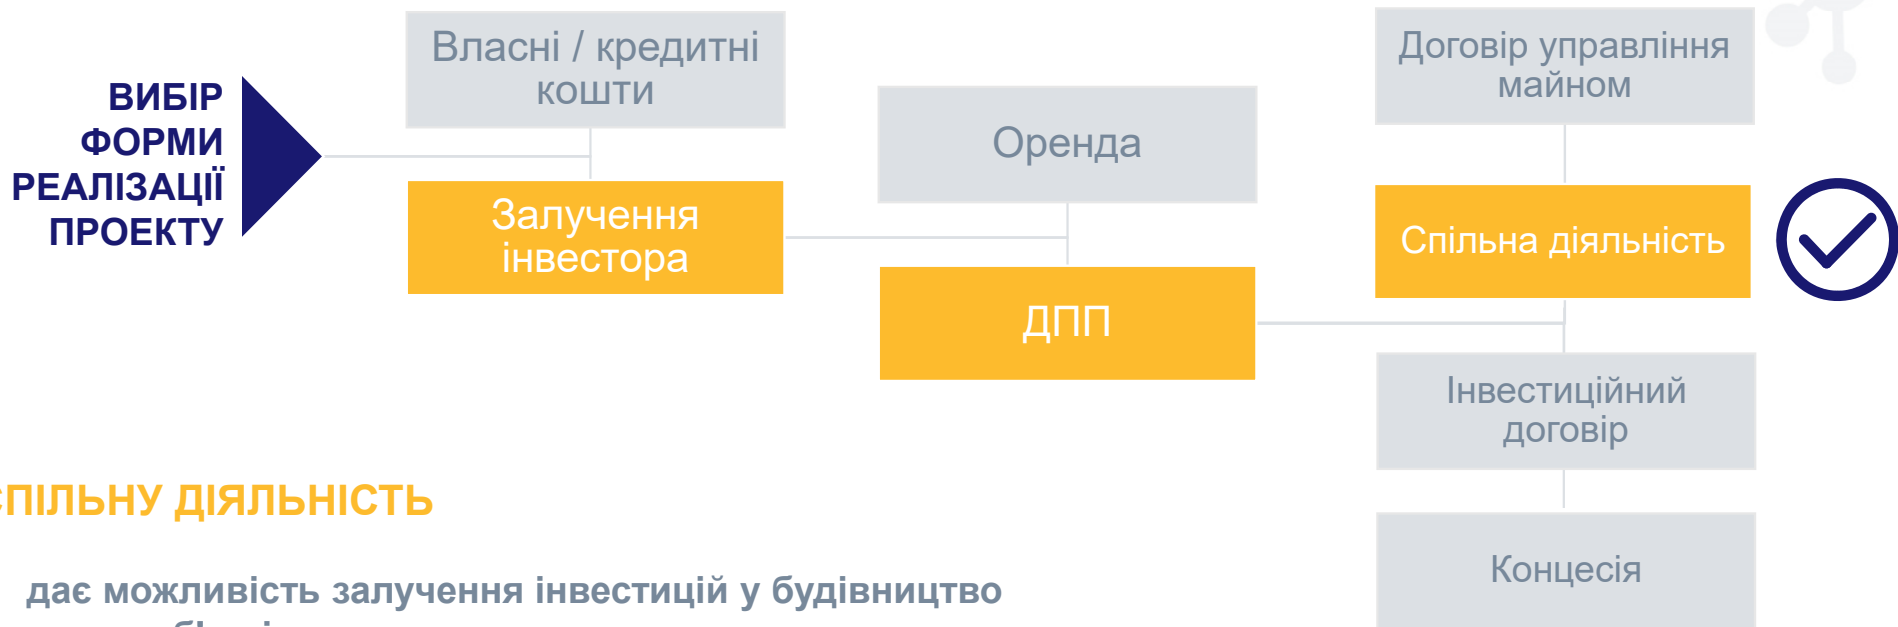 ВИБІР
ФОРМИ
РЕАЛІЗАЦІЇ
ПРОЕКТУ
Власні / кредитні
кошти
Залучення
інвестора
Оренда
ДПП
Договір управління
майном
Спільна діяльність
Інвестиційний
договір
Концесія
СПІЛЬНУ ДІЯЛЬНІСТЬ
дає можливість залучення інвестицій у будівництво